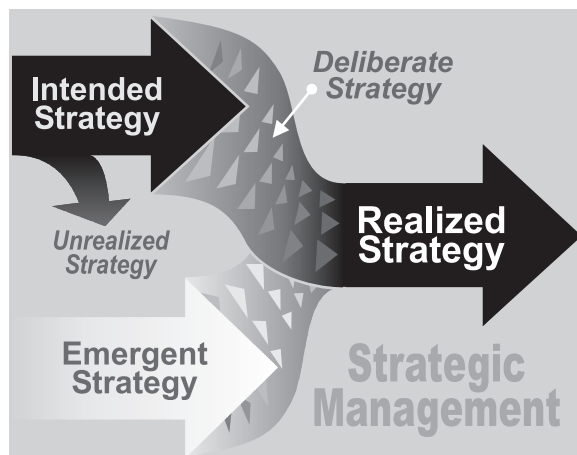 Intended
Strategy
Deliberate
Strategy
Unrealized
Strategy
Realized
Strategy
Emergent
Strategy
Strategic
Management